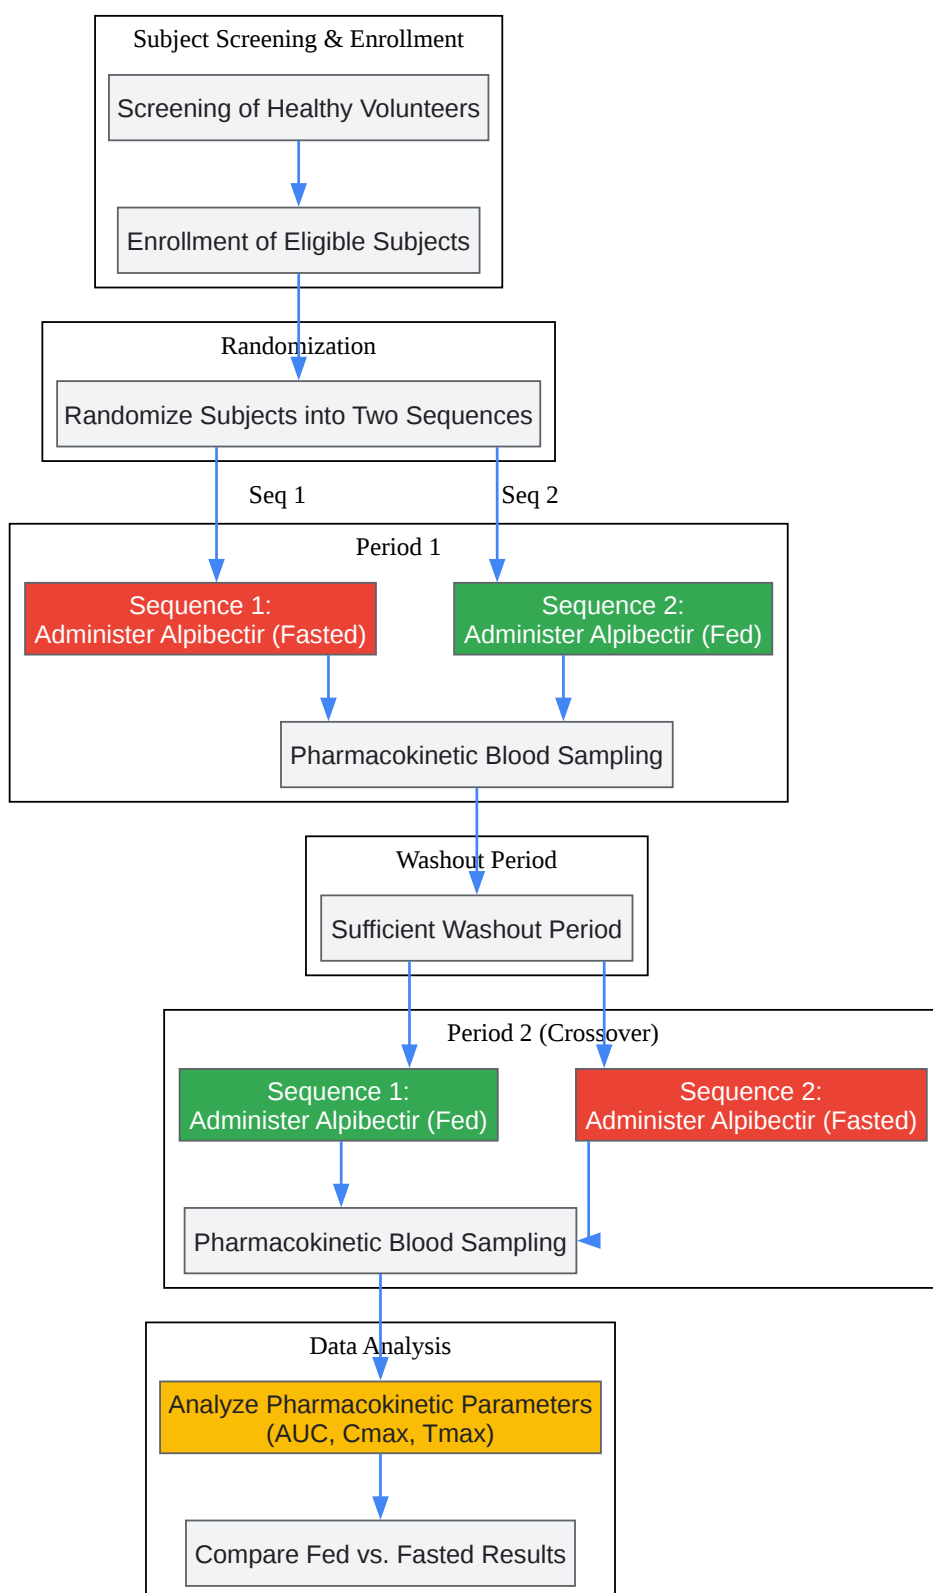 Subject Screening & Enrollment
Screening of Healthy Volunteers
Enrollment of Eligible Subjects
Randomization
Randomize Subjects into Two Sequences
Seq 1
Seq 2
Period 1
Sequence 1:
Administer Alpibectir (Fasted)
Sequence 2:
Administer Alpibectir (Fed)
Pharmacokinetic Blood Sampling
Washout Period
Sufficient Washout Period
Period 2 (Crossover)
Sequence 1:
Administer Alpibectir (Fed)
Sequence 2:
Administer Alpibectir (Fasted)
Pharmacokinetic Blood Sampling
Data Analysis
Analyze Pharmacokinetic Parameters
(AUC, Cmax, Tmax)
Compare Fed vs. Fasted Results